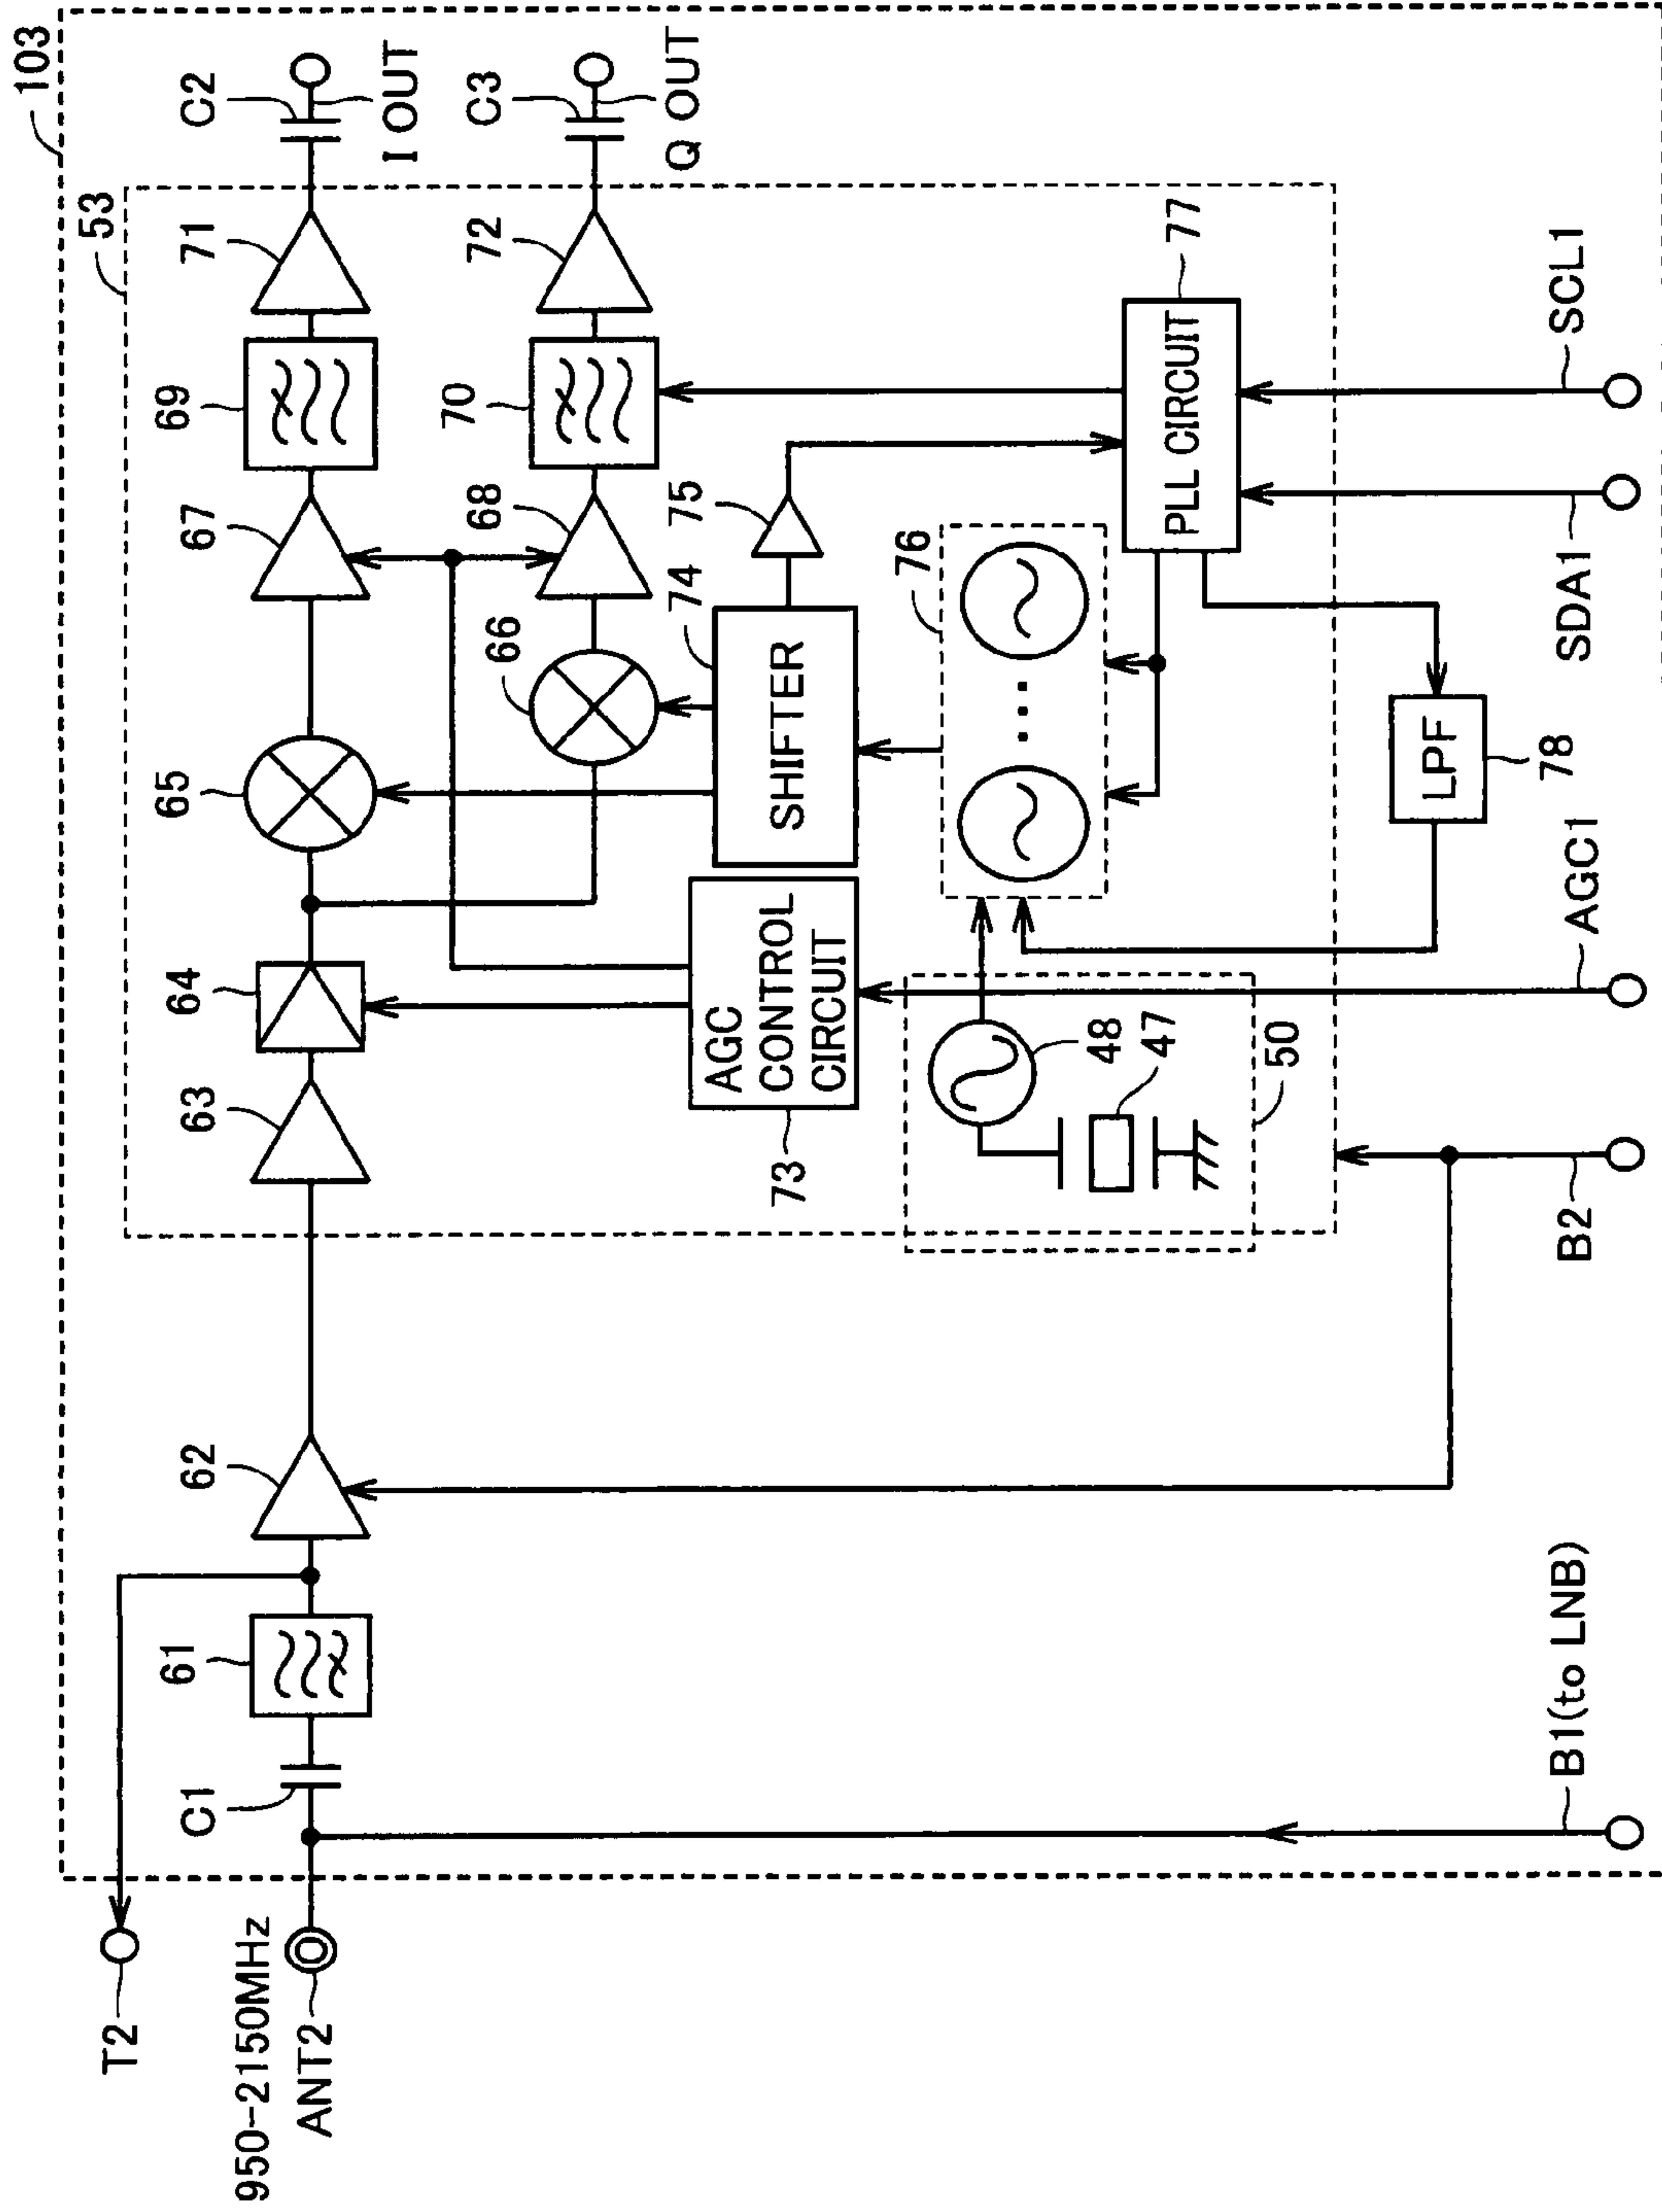 103
53
C2
I OUT
C3
Q OUT
71
72
69
70
67
68
77
PLL CIRCUIT
SCL1
SDA1
75
76
74
SHIFTER
66
65
LPF
78
AGC1
64
AGC
CONTROL
CIRCUIT
73
63
48
47
50
B2
62
61
C1
B1(to LNB)
T2
950-2150MHz
ANT2